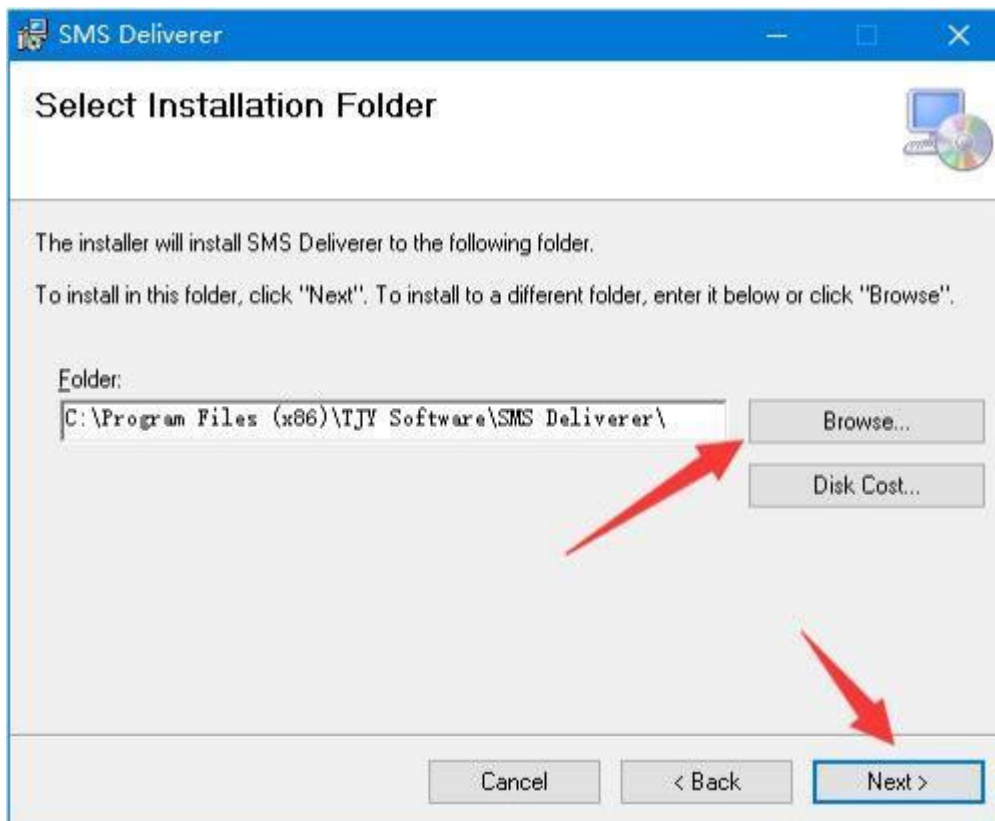 SMS Deliverer
Select Installation Folder
The installer will install SMS Deliverer to the following folder.
To install in this folder, click "Next". To install to a different folder, enter it below or click "Browse".
Folder:
C:\Program Files (x86)\TJY Software\SMS Deliverer\
Browse...
Disk Cost...
Cancel
< Back
Next >